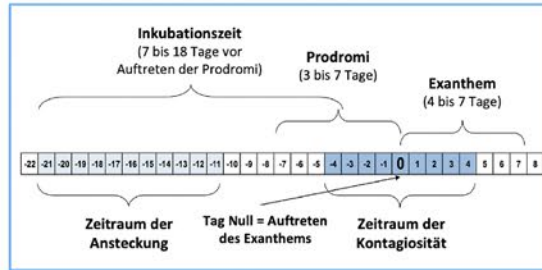 Inkubationszeit
(7 bis 18 Tage vor
Auftreten der Prodromi)
Prodromi
(3 bis 7 Tage)
Exanthem
(4 bis 7 Tage)
-22 -21 -20 -19 -18 -17 -16 -15 -14 -13 -12 -11 -10 -9 -8 -7 -6 -5 -4 -3 -2 -1 0 1 2 3 4 5 6 7 8
Zeitraum der
Ansteckung
Tag Null = Auftreten
des Exanthems
Zeitraum der
Kontagiosität